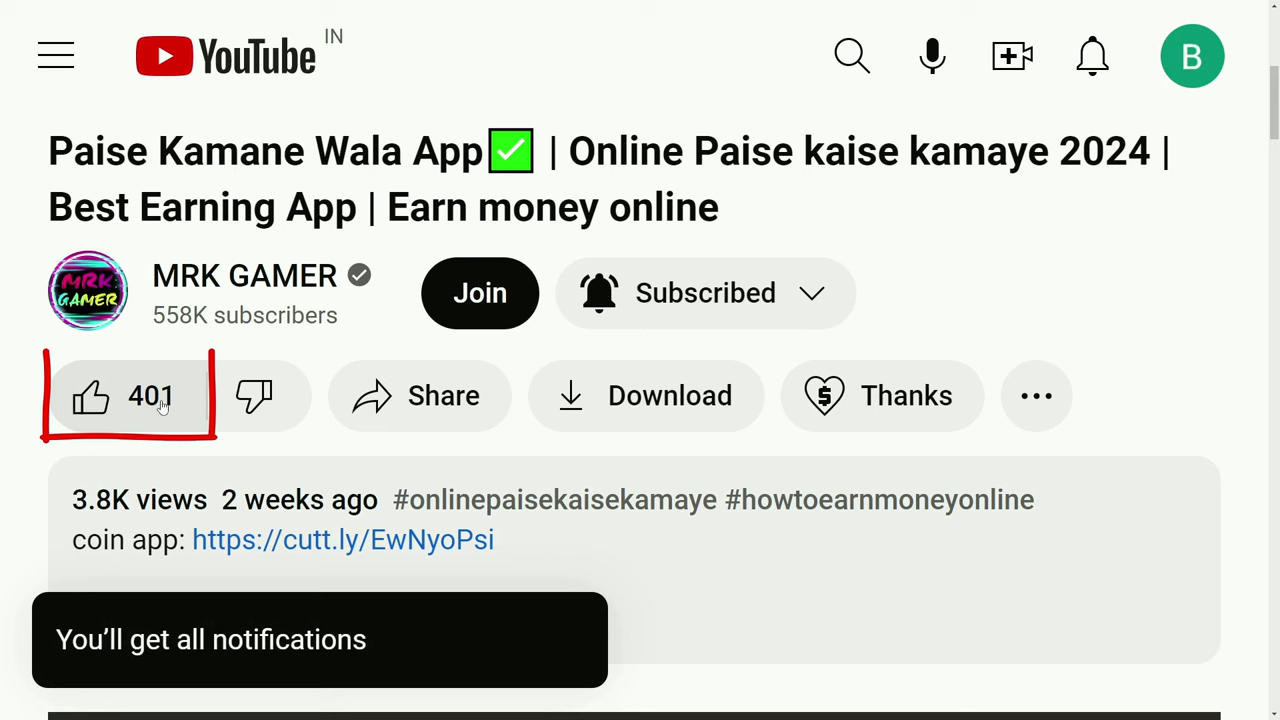 YouTube IN
B
Paise Kamane Wala App✅ | Online Paise kaise kamaye 2024 |
Best Earning App | Earn money online
MRK GAMER
MRK GAMER
558K subscribers
Join
Subscribed
401
Share
Download
Thanks
3.8K views 2 weeks ago #onlinepaisekaisekamaye #howtoearnmoneyonline
coin app: https://cutt.ly/EwNyoPsi
You’ll get all notifications